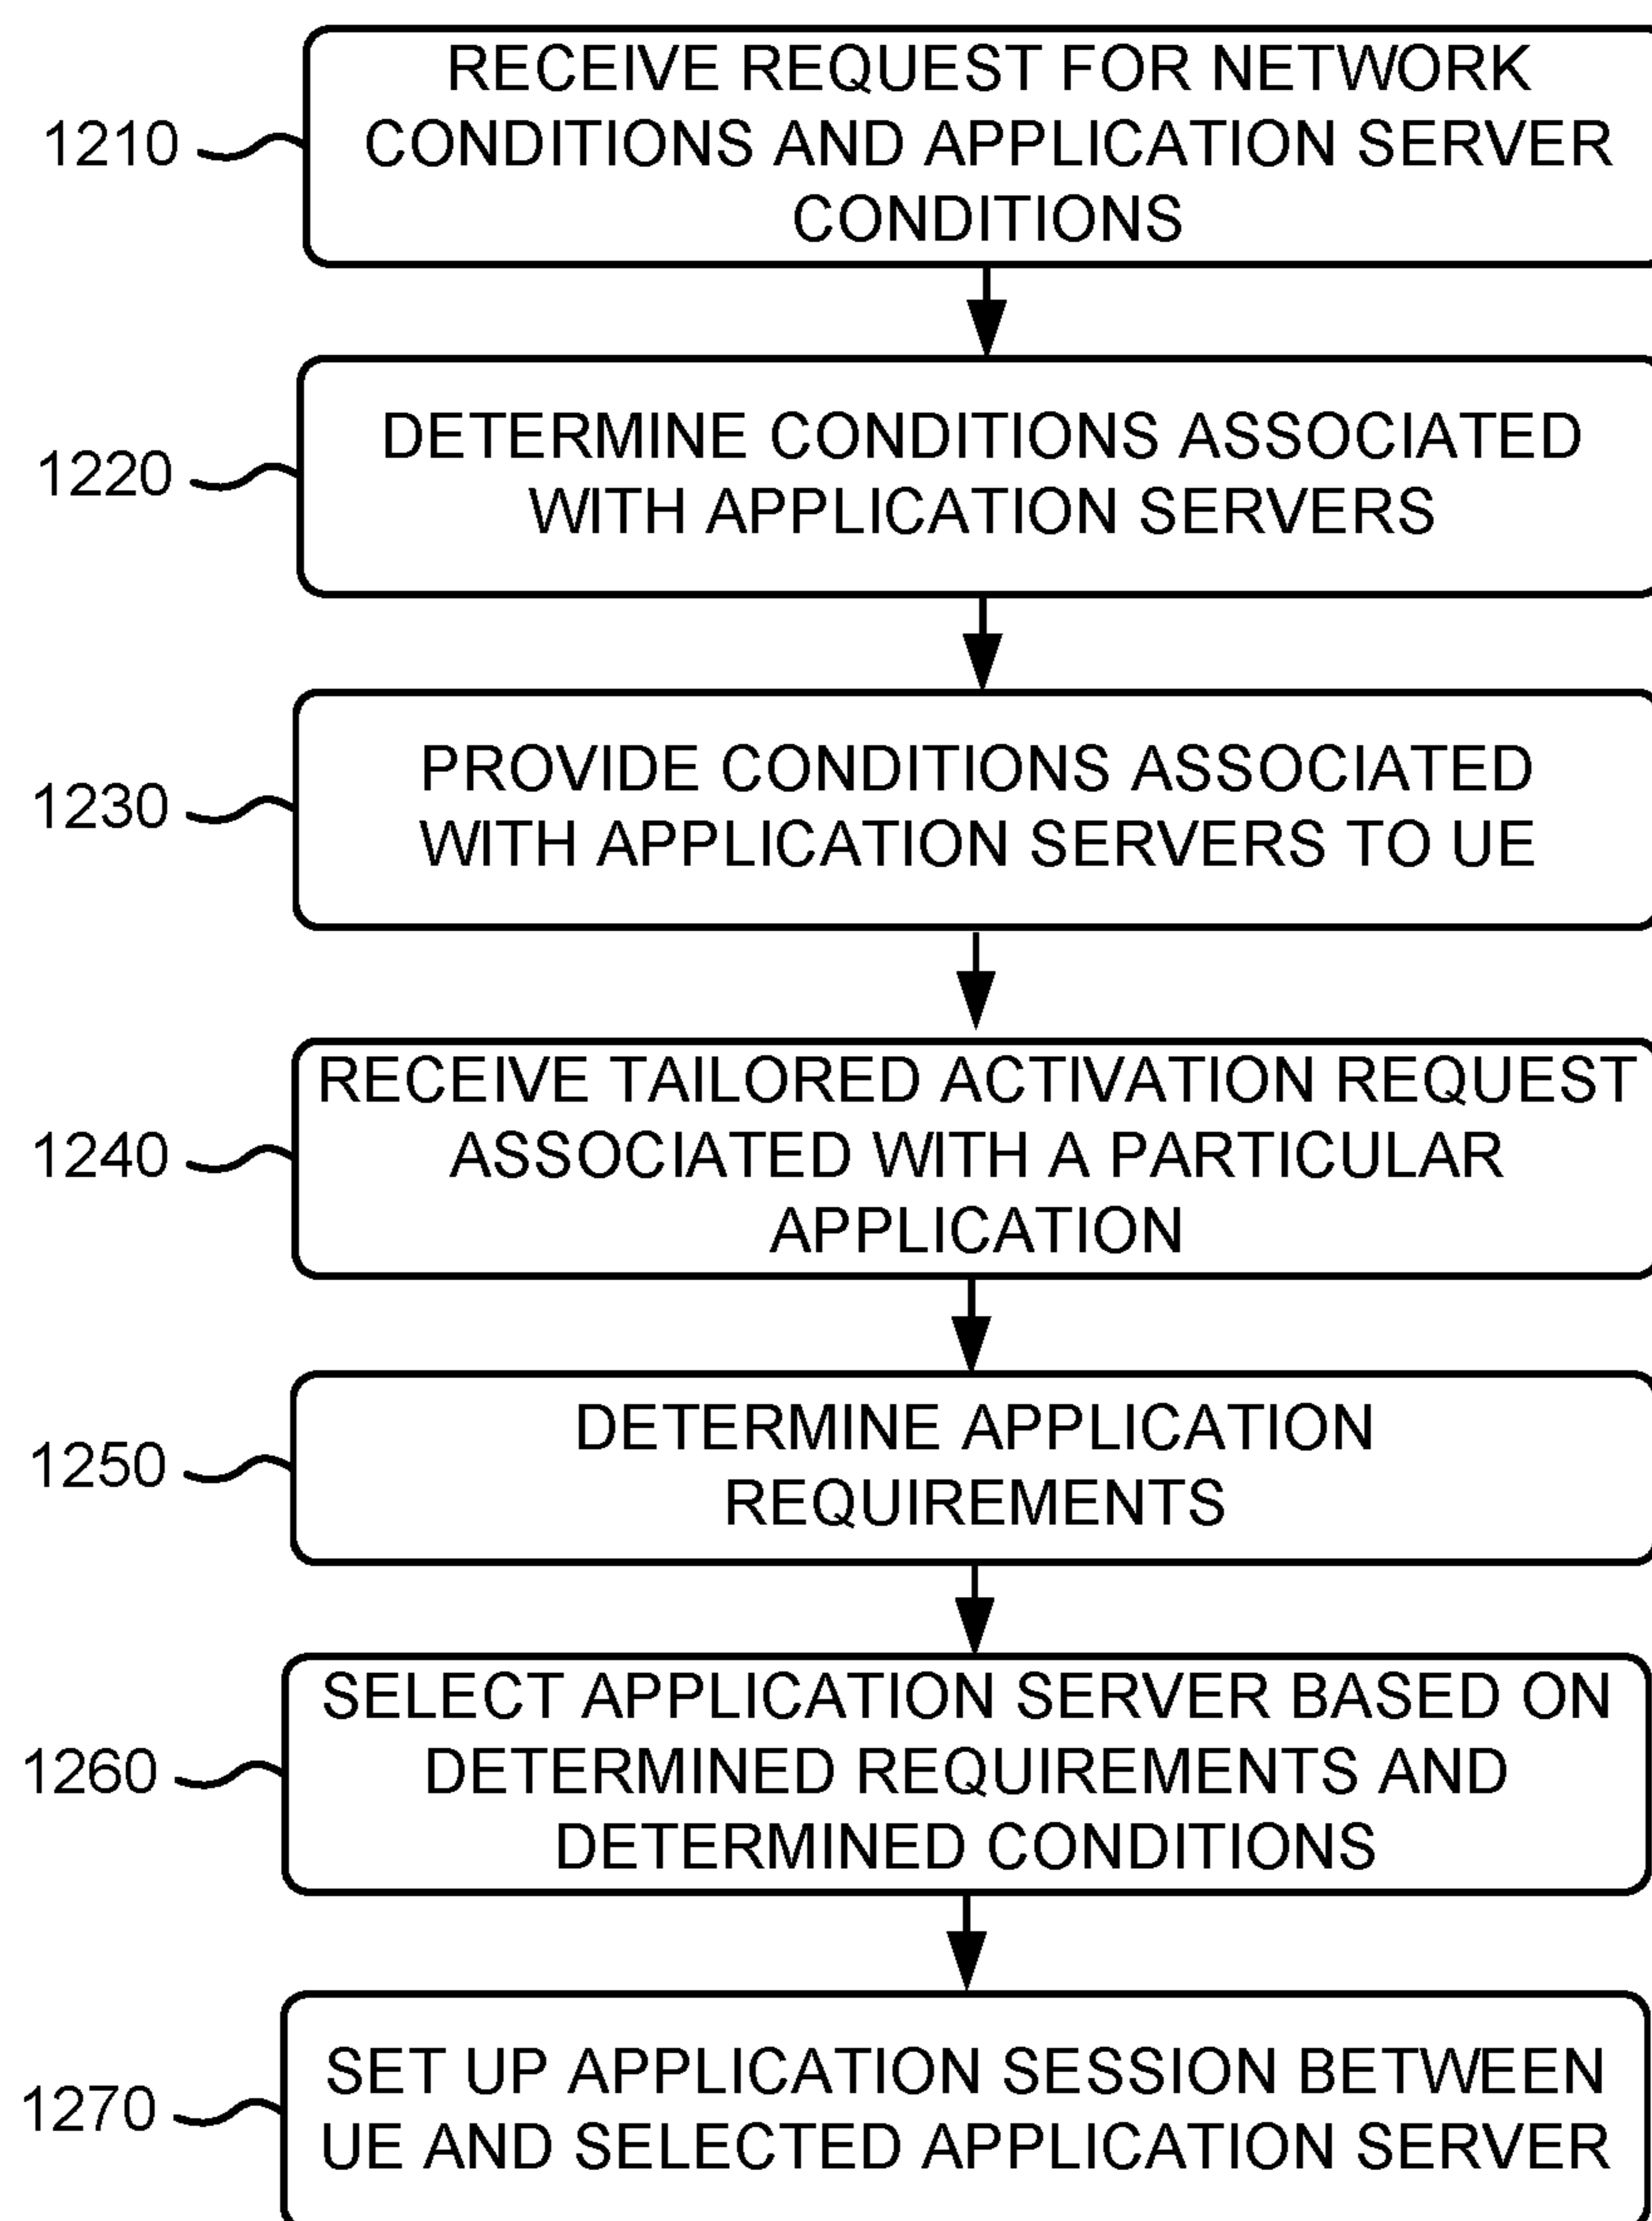 RECEIVE REQUEST FOR NETWORK
1210
CONDITIONS AND APPLICATION SERVER
CONDITIONS
DETERMINE CONDITIONS ASSOCIATED
1220
WITH APPLICATION SERVERS
PROVIDE CONDITIONS ASSOCIATED
1230
WITH APPLICATION SERVERS TO UE
RECEIVE TAILORED ACTIVATION REQUEST
1240
ASSOCIATED WITH A PARTICULAR
APPLICATION
DETERMINE APPLICATION
1250
REQUIREMENTS
SELECT APPLICATION SERVER BASED ON
1260
DETERMINED REQUIREMENTS AND
DETERMINED CONDITIONS
SET UP APPLICATION SESSION BETWEEN
1270
UE AND SELECTED APPLICATION SERVER